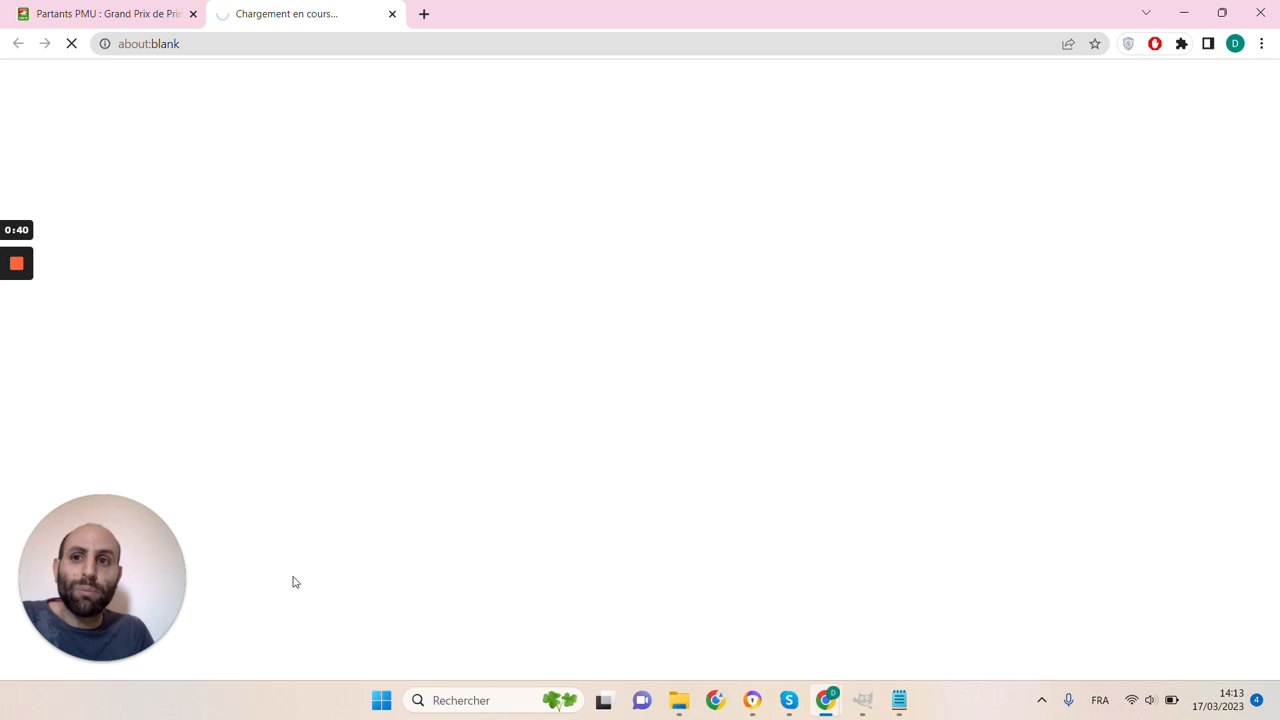 Partants PMU : Grand Prix de Prin
Chargement en cours...
about:blank
D
0:40
Rechercher
D
FRA
14:13
17/03/2023
4